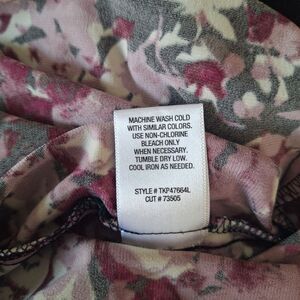 MACHINE WASH COLD
WITH SIMILAR COLORS.
USE NON-CHLORINE
BLEACH ONLY
WHEN NECESSARY.
TUMBLE DRY LOW.
COOL IRON AS NEEDED.
STYLE # TKP47664L
CUT # 73505